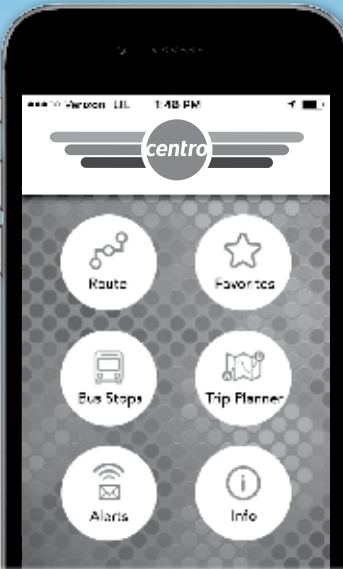 Verizon LTE 1:48 PM
centro
Route
Favorites
Bus Stops
Trip Planner
Alerts
Info